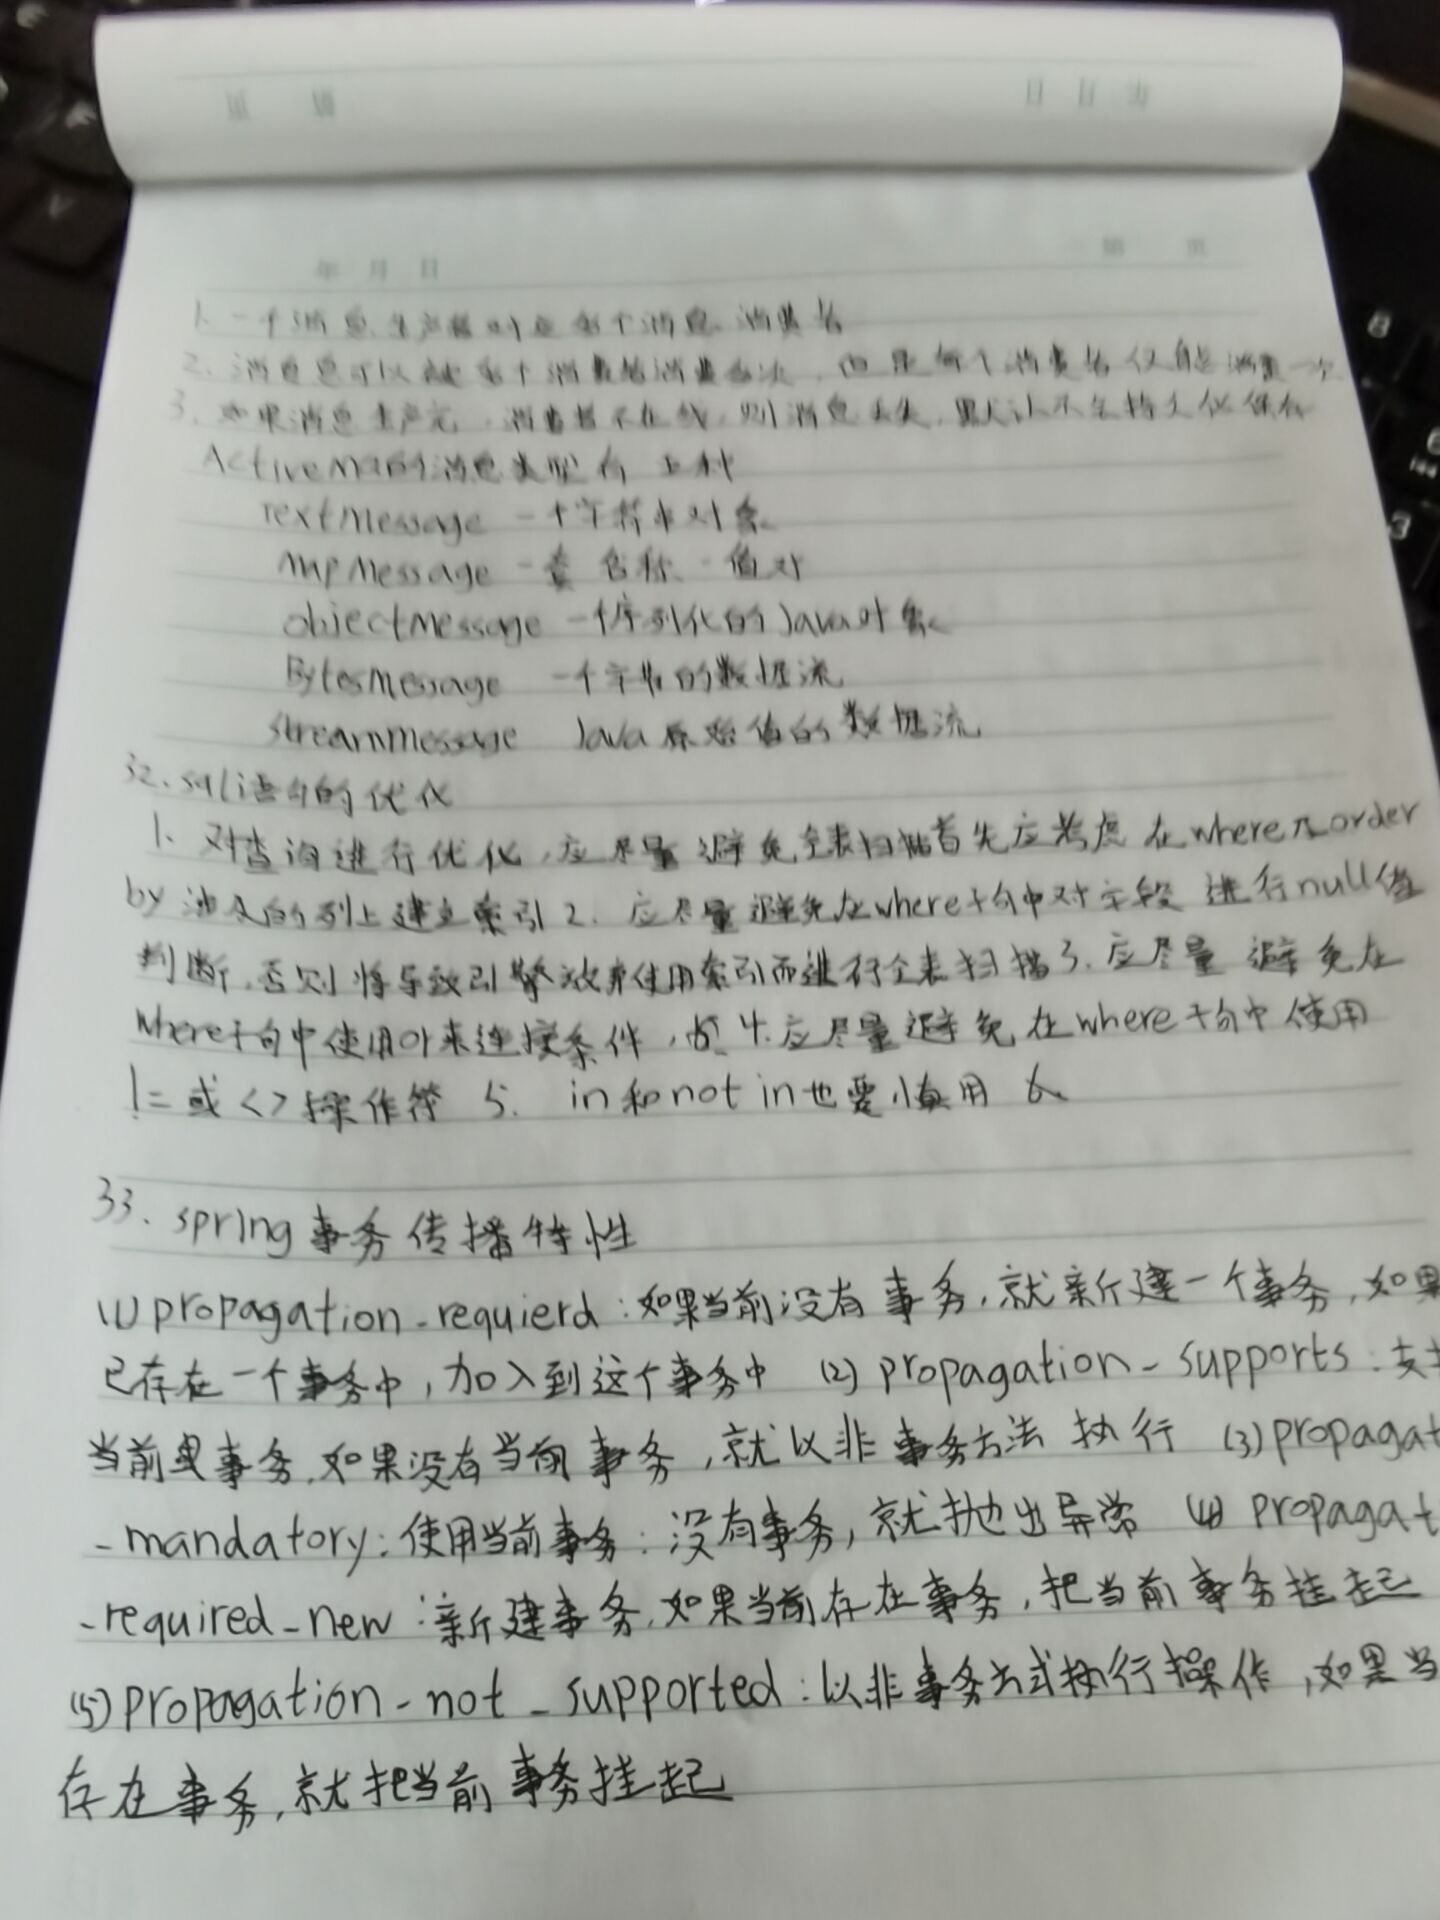 年 月 日 第 页
1. 一个消息生产者对应多个消息消费者
2. 消息可以被多个消费者消费多次，但是每个消费者仅能消费一次
3. 如果消息生产完，消费者不在线，则消息丢失，默认不会持久化保存
ActiveMQ的消息类型有五种
TextMessage 一个字符串对象
MapMessage 一套名称-值对
objectMessage 一个序列化的Java对象
BytesMessage 一个字节的数据流
streamMessage Java原始值的数据流
32. sql语句的优化
1. 对查询进行优化，应尽量避免全表扫描首先应考虑在where及order
by 涉及的列上建立索引 2. 应尽量避免在where子句中对字段进行null值
判断，否则将导致引擎放弃使用索引而进行全表扫描 3. 应尽量避免在
where子句中使用or来连接条件， 4. 应尽量避免在where子句中使用
!=或<>操作符 5. in和not in也要慎用 6.
33. spring事务传播特性
(1) propagation_requierd：如果当前没有事务，就新建一个事务，如果
已存在一个事务中，加入到这个事务中 (2) propagation_supports：支
当前事务，如果没有当前事务，就以非事务方法执行 (3) propagat
_mandatory：使用当前事务：没有事务，就抛出异常 (4) propagat
_required_new：新建事务，如果当前存在事务，把当前事务挂起
(5) propagation_not_supported：以非事务方式执行操作，如果当
存在事务，就把当前事务挂起